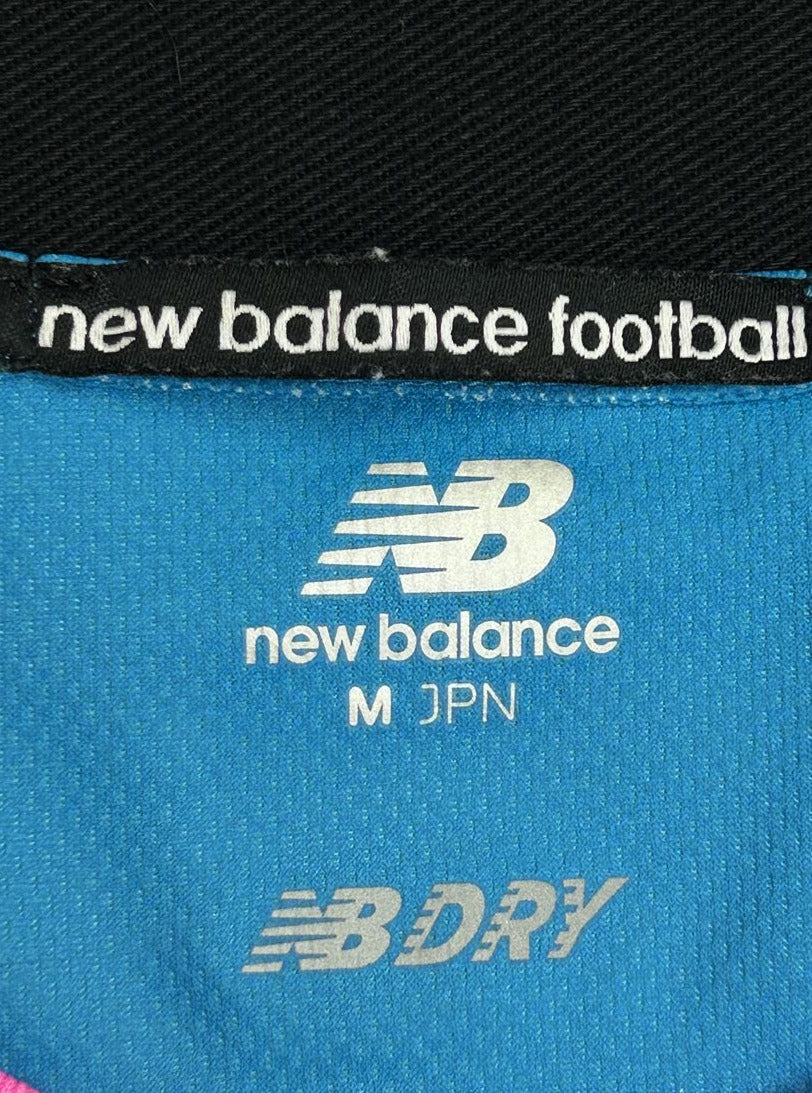 new balance football
NB
new balance
M JPN
NB DRY